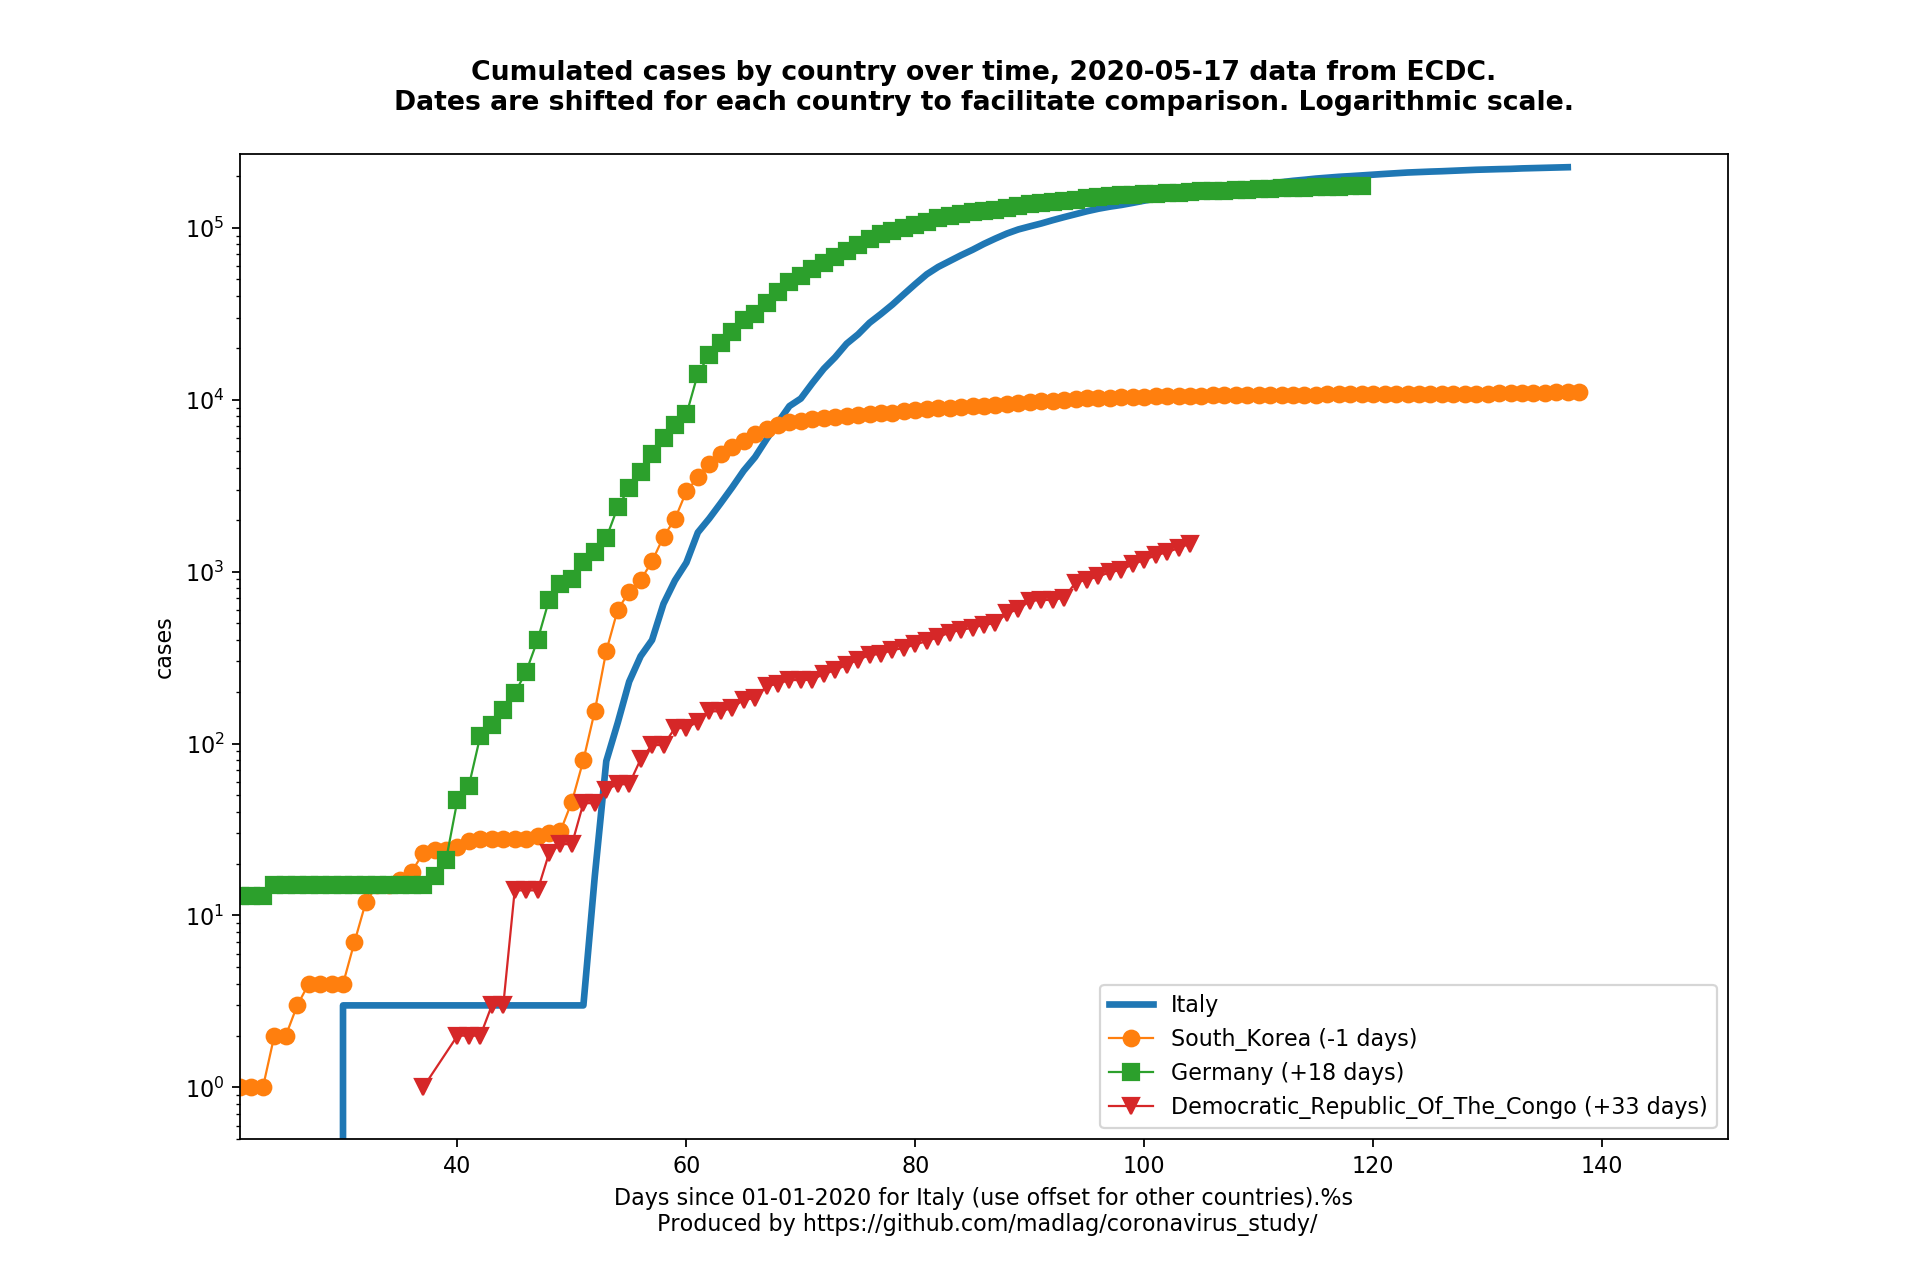 Cumulated cases by country over time, 2020-05-17 data from ECDC.
Dates are shifted for each country to facilitate comparison. Logarithmic scale.
10^5
10^4
10^3
10^2
10^1
10^0
cases
40 60 80 100 120 140
Italy
South_Korea (-1 days)
Germany (+18 days)
Democratic_Republic_Of_The_Congo (+33 days)
Days since 01-01-2020 for Italy (use offset for other countries).%s
Produced by https://github.com/madlag/coronavirus_study/